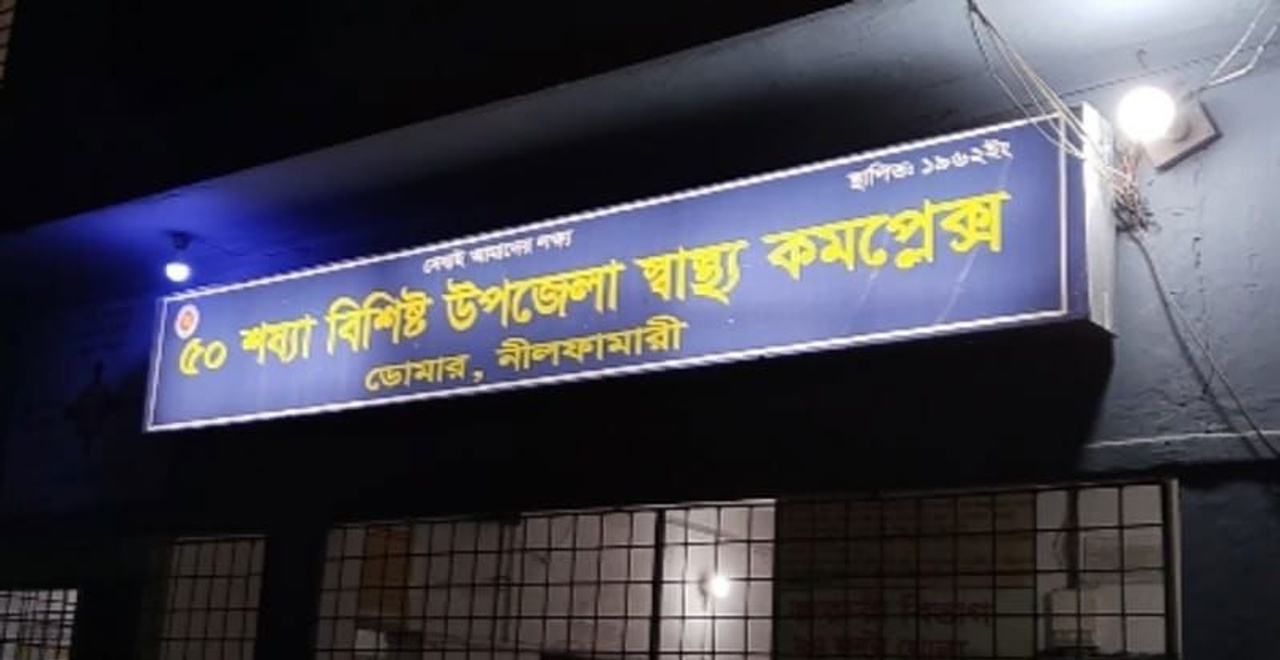 স্থাপিতঃ ১৯৬২ইং
সেবাই আমাদের লক্ষ্য
৫০ শয্যা বিশিষ্ট উপজেলা স্বাস্থ্য কমপ্লেক্স
ডোমার, নীলফামারী